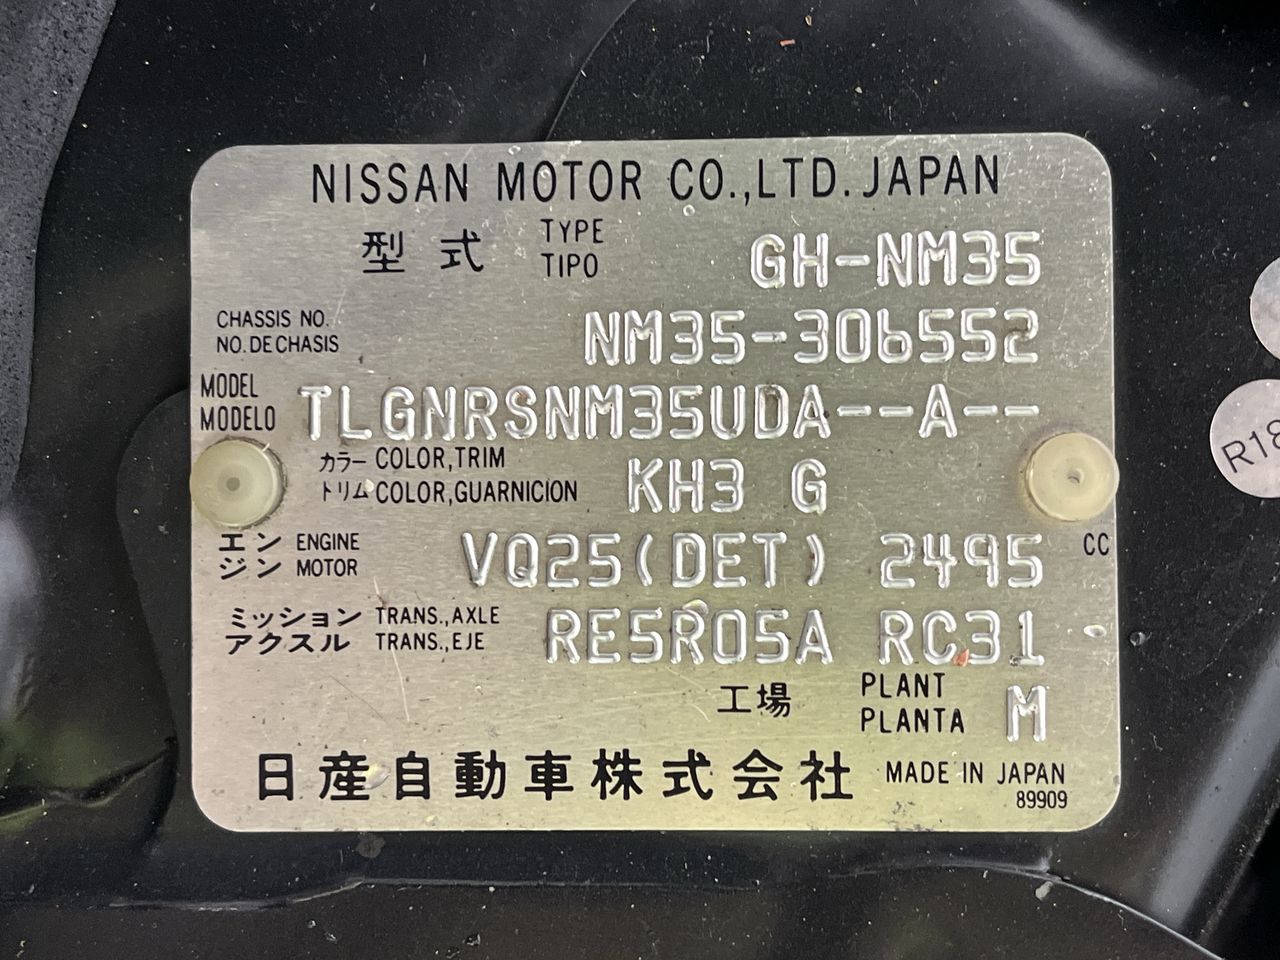 NISSAN MOTOR CO.,LTD. JAPAN
型式 TYPE TIPO GH-NM35
CHASSIS NO. NO. DE CHASIS NM35-306552
MODEL MODELO TLGNRSNM35UDA--A--
カラー COLOR,TRIM
トリム COLOR,GUARNICION KH3 G
エンジン ENGINE MOTOR VQ25(DET) 2495 CC
ミッション TRANS.,AXLE
アクスル TRANS.,EJE RE5R05A RC31
工場 PLANT PLANTA M
日産自動車株式会社 MADE IN JAPAN
89909
R18